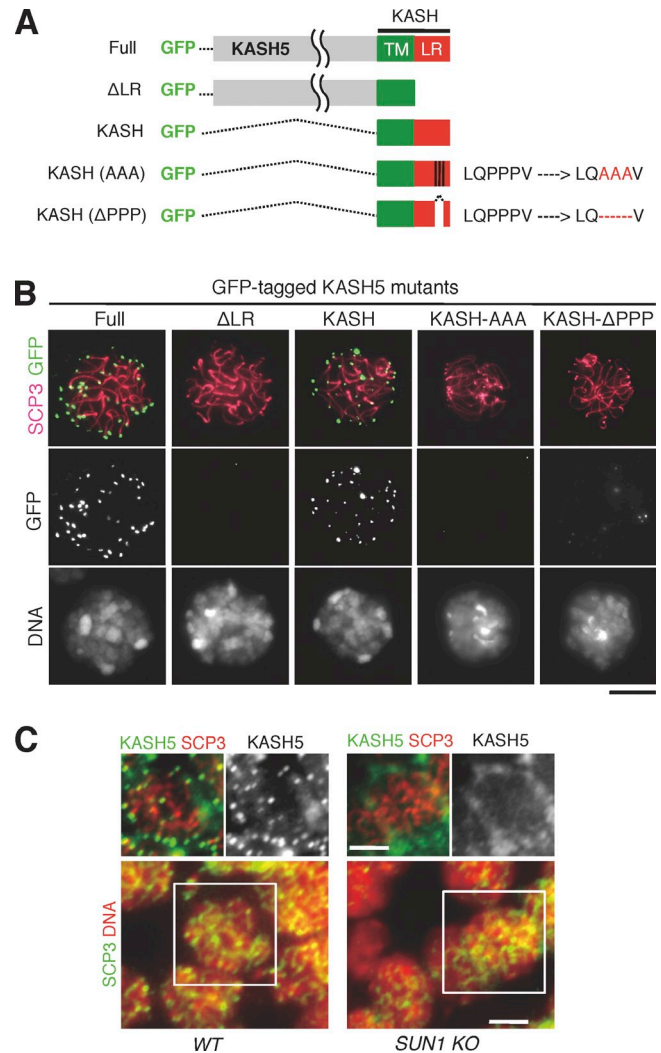 A
KASH
Full GFP KASH5 TM LR
ΔLR GFP
KASH GFP
KASH (AAA) GFP LQPPPV ----> LQAAAV
KASH (ΔPPP) GFP LQPPPV ----> LQ------V
B
GFP-tagged KASH5 mutants
Full ΔLR KASH KASH-AAA KASH-ΔPPP
SCP3 GFP
GFP
DNA
C
KASH5 SCP3 KASH5 KASH5 SCP3 KASH5
SCP3 DNA
WT SUN1 KO